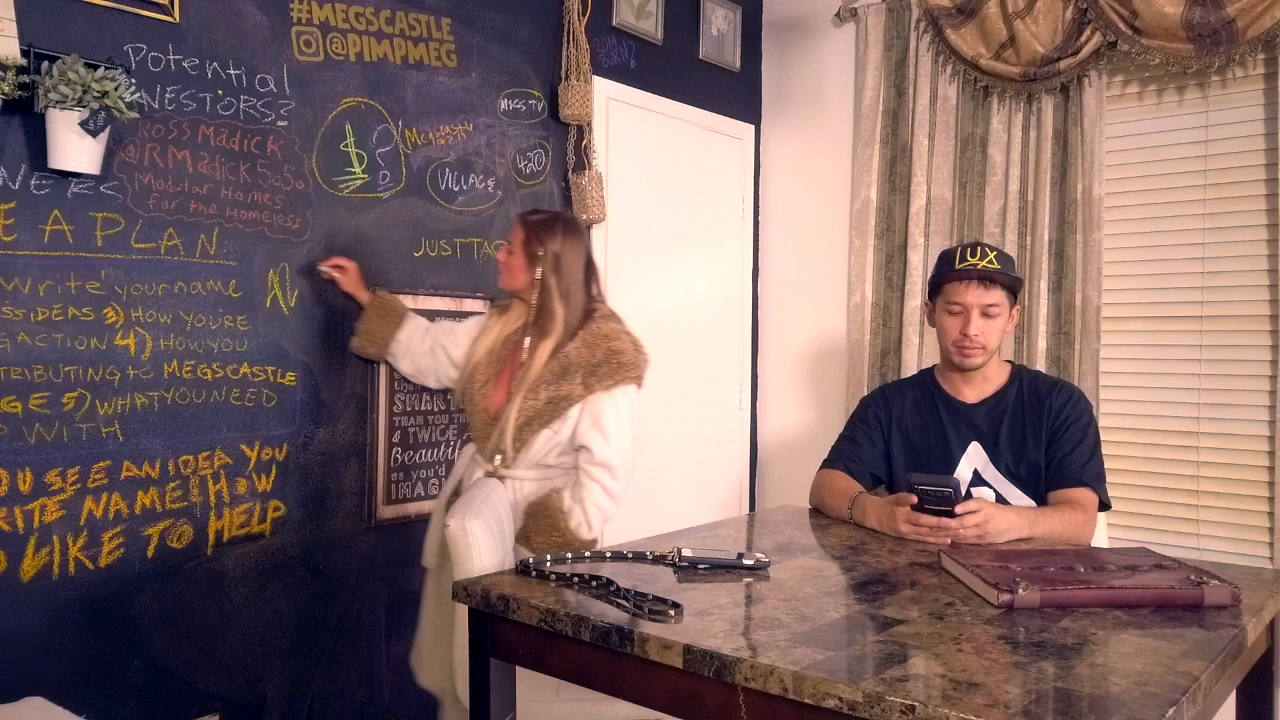 #MEGSCASTLE
@PIMPMEG
Potential
INVESTORS?
ROSS MADICK
@RMADICK5050
Modular Homes
for the Homeless
$?
MEGS TV
420
VILLAGE
JUSTTAG
E A PLAN
Write your name
SS IDEAS 3) HOW YOU'RE
G ACTION 4) HOW YOU
TRIBUTING to MEGSCASTLE
GE 5) WHAT YOU NEED
P WITH
OU SEE AN IDEA YOU
RITE NAME & HOW
D LIKE TO HELP
SMART
THAN YOU TH
& TWICE A
Beautif
as you'd
IMAG
LUX